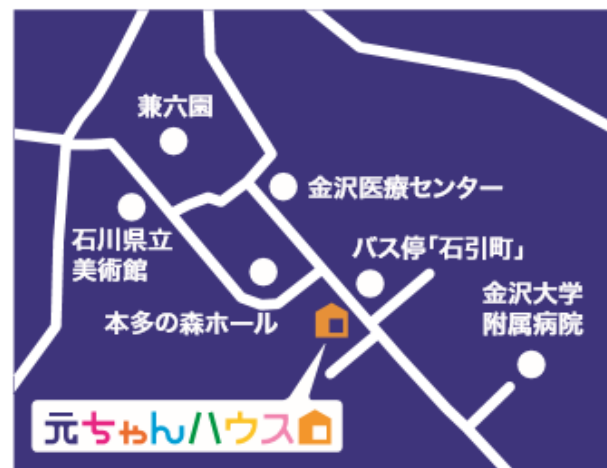 兼六園
金沢医療センター
石川県立
美術館
バス停「石引町」
本多の森ホール
金沢大学
附属病院
元ちゃんハウス